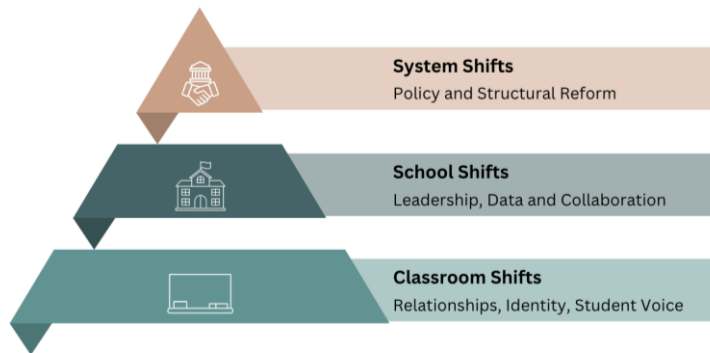 System Shifts
Policy and Structural Reform
School Shifts
Leadership, Data and Collaboration
Classroom Shifts
Relationships, Identity, Student Voice